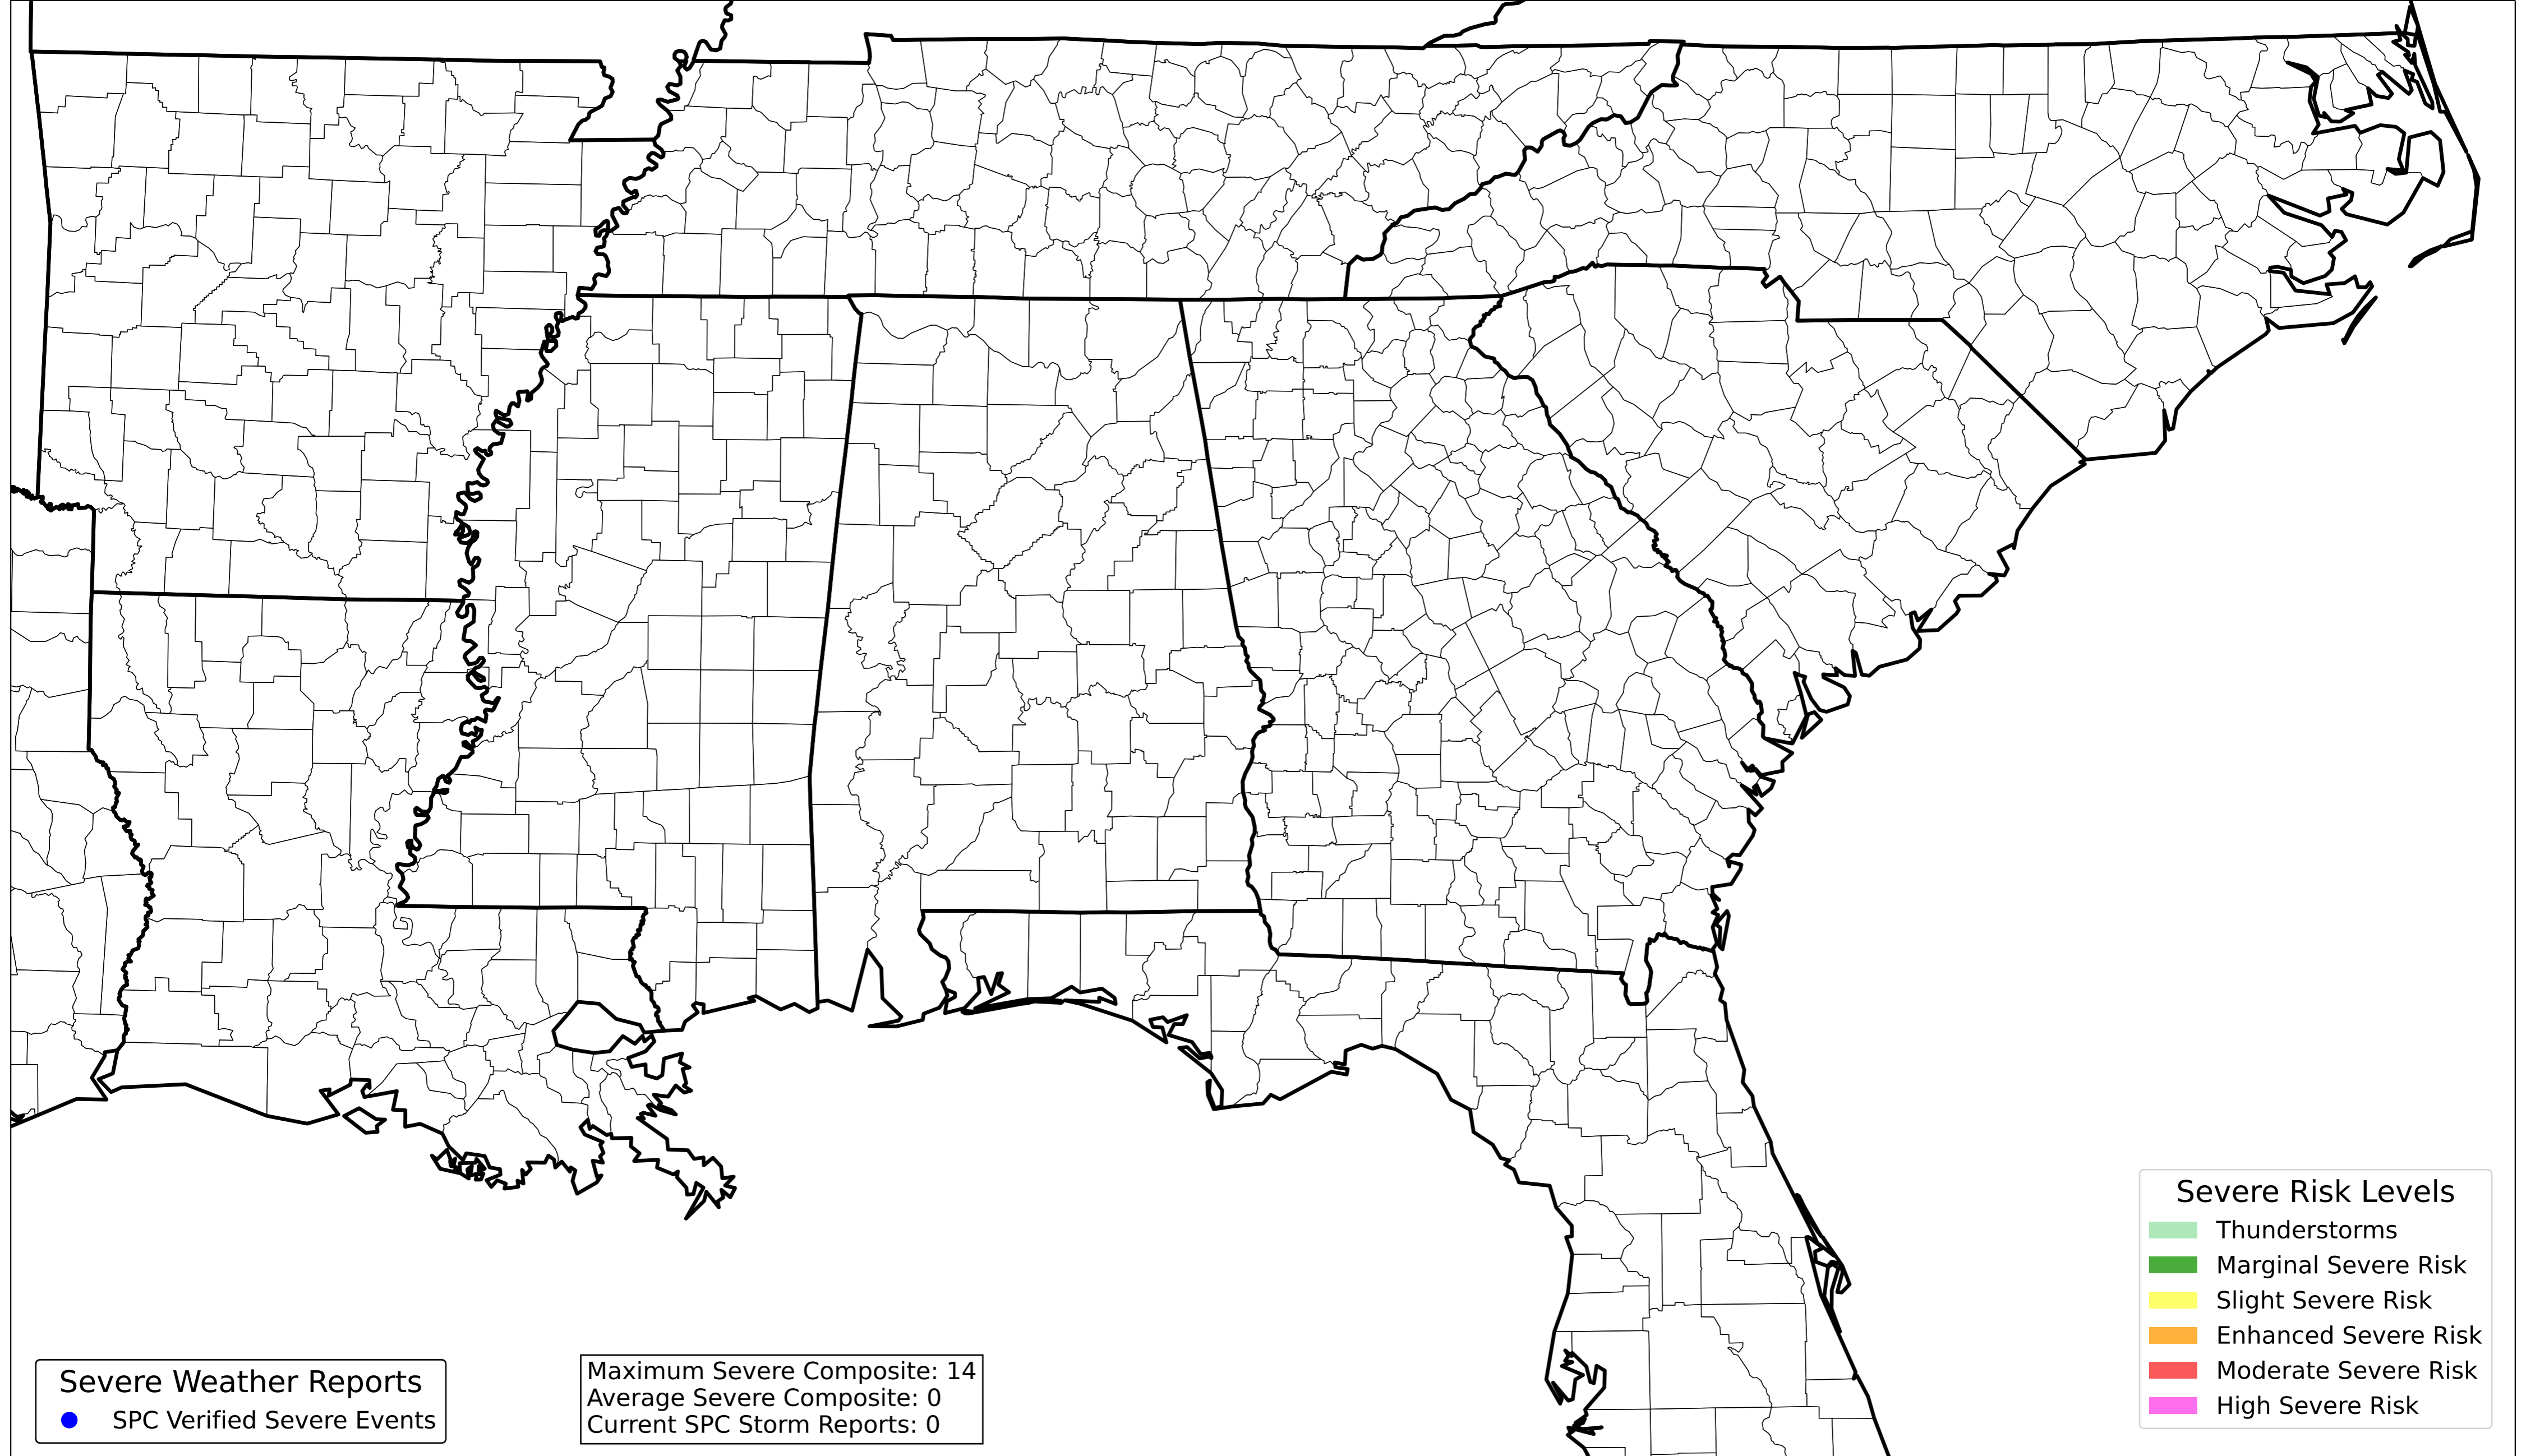 Severe Weather Reports
SPC Verified Severe Events
Maximum Severe Composite: 14
Average Severe Composite: 0
Current SPC Storm Reports: 0
Severe Risk Levels
Thunderstorms
Marginal Severe Risk
Slight Severe Risk
Enhanced Severe Risk
Moderate Severe Risk
High Severe Risk